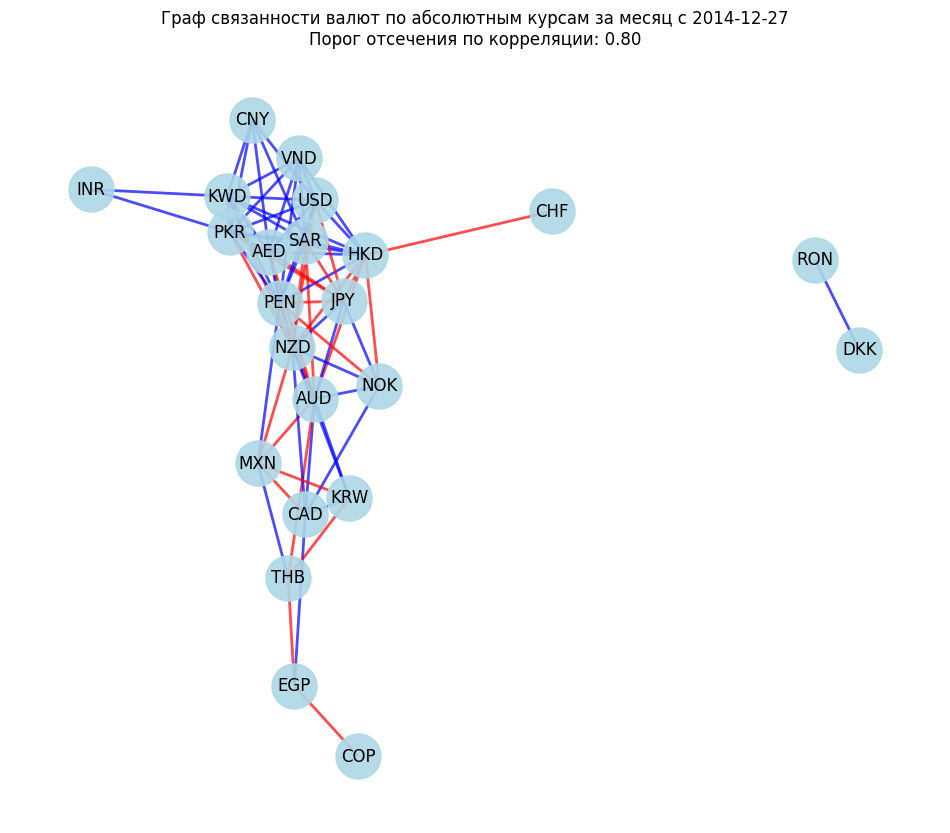 Граф связанности валют по абсолютным курсам за месяц с 2014-12-27
Порог отсечения по корреляции: 0.80
CNY
VND
INR
KWD
USD
CHF
PKR
SAR
AED
HKD
RON
PEN
JPY
NZD
DKK
NOK
AUD
MXN
KRW
CAD
THB
EGP
COP